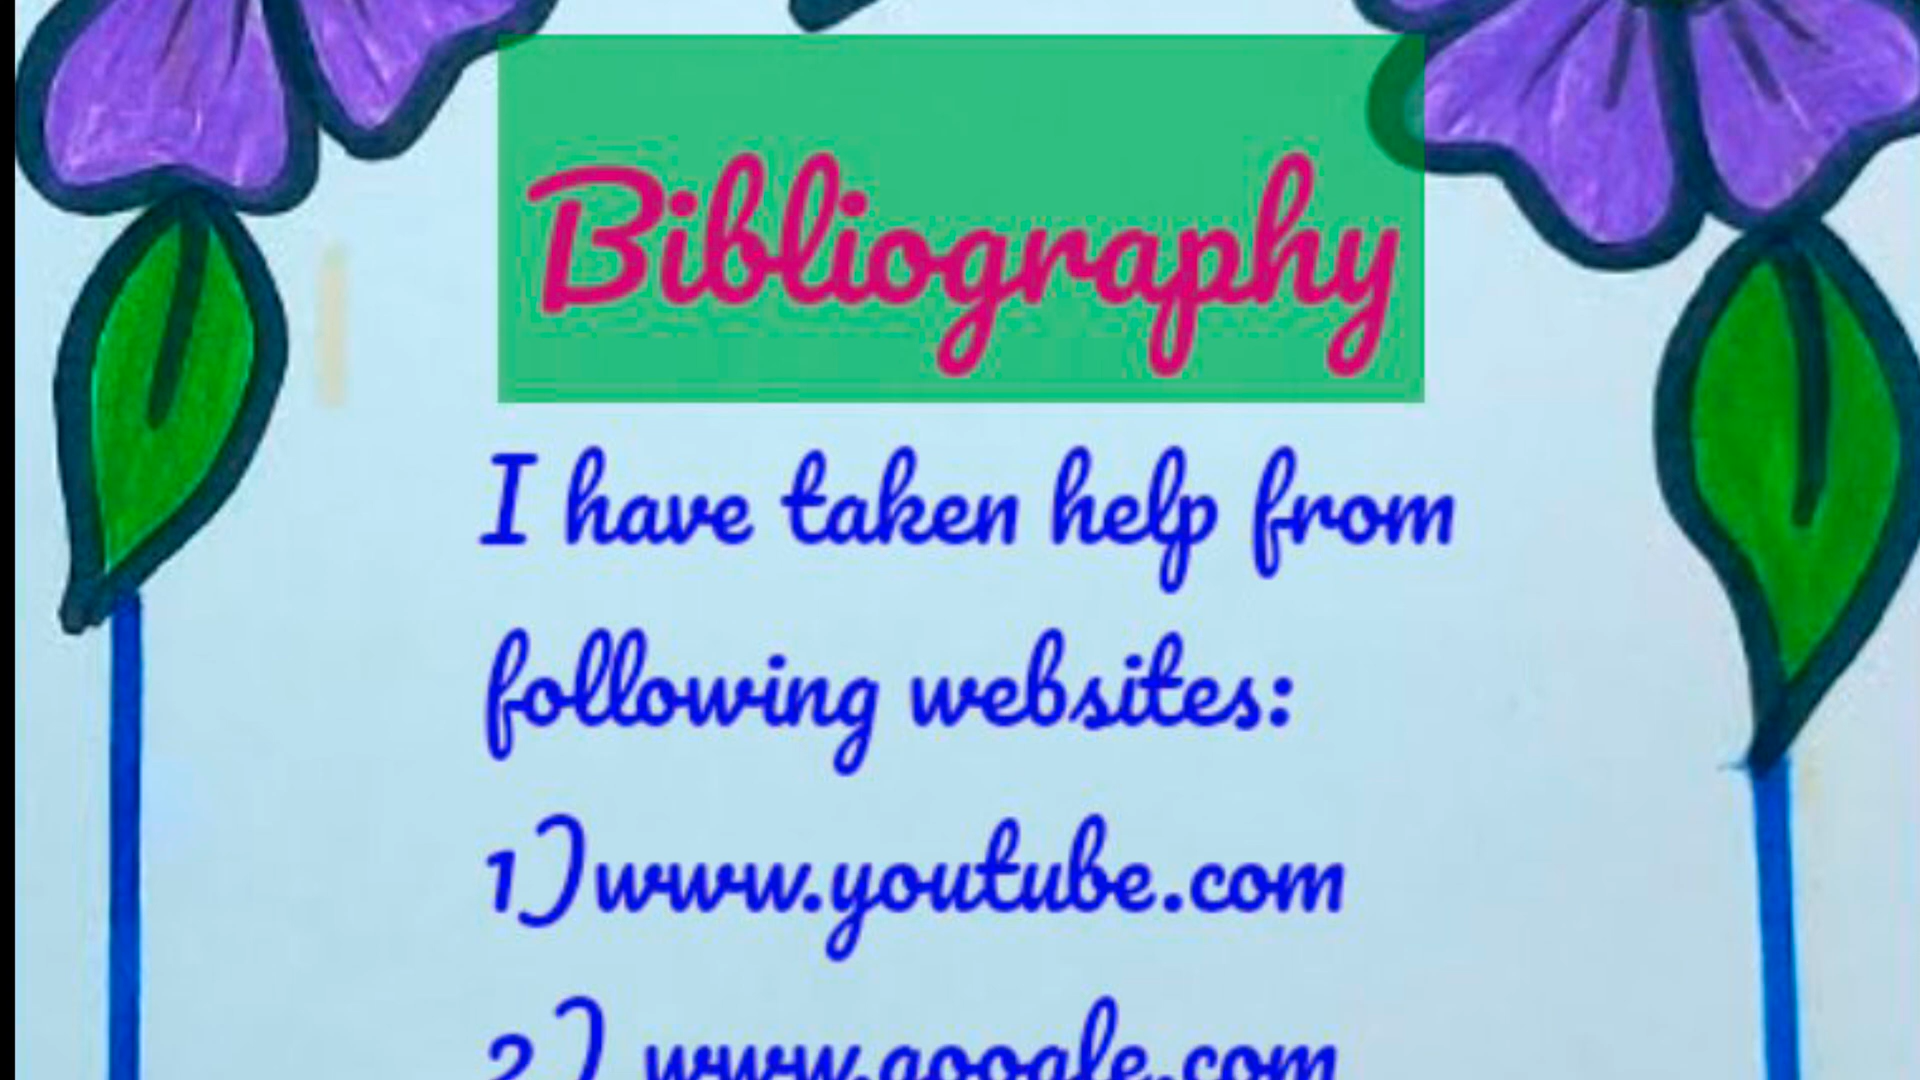 Bibliography
I have taken help from
following websites:
1)www.youtube.com
2) www.google.com